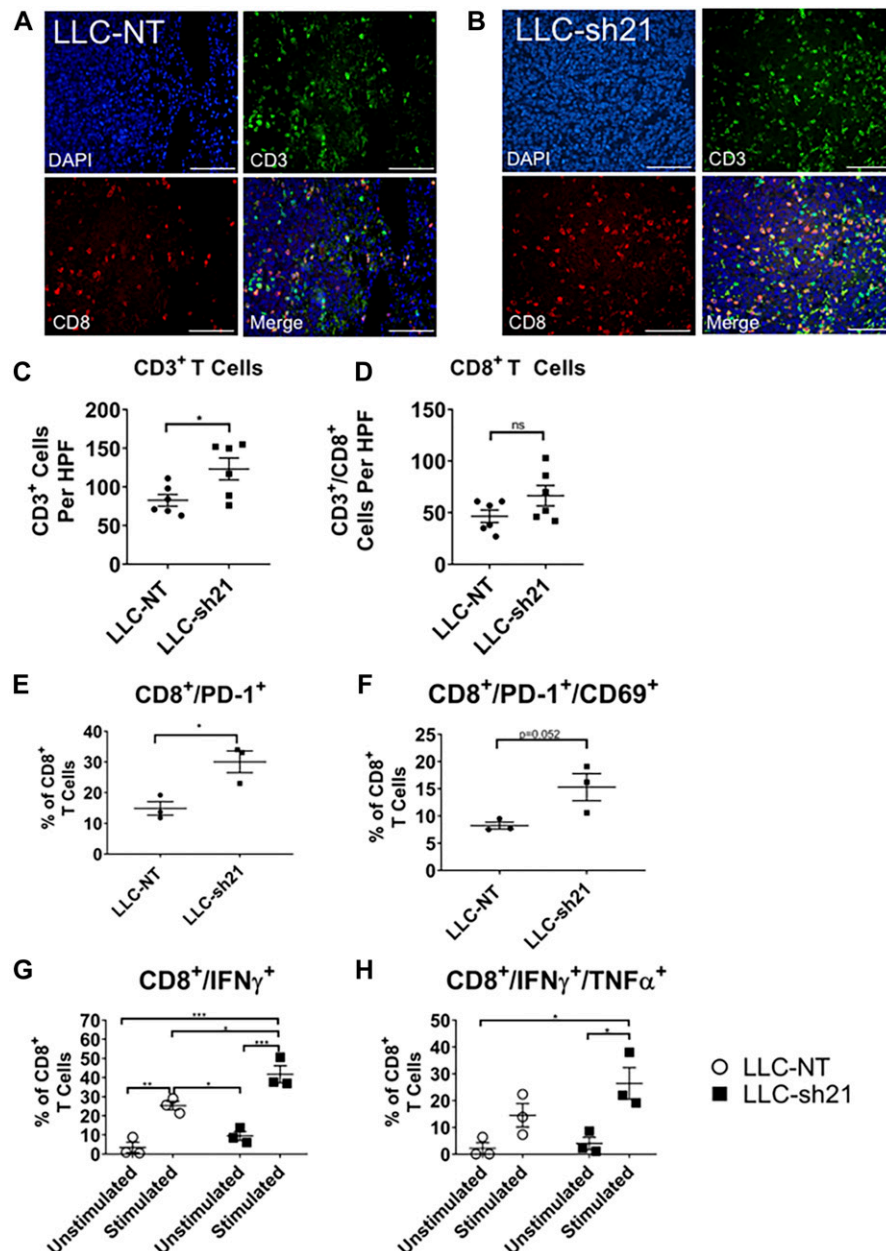 A
LLC-NT
DAPI
CD3
CD8
Merge
B
LLC-sh21
DAPI
CD3
CD8
Merge
C
CD3⁺ T Cells
CD3⁺ Cells
Per HPF
200
150
100
50
0
*
LLC-NT
LLC-sh21
D
CD8⁺ T Cells
CD3⁺/CD8⁺
Cells Per HPF
150
100
50
0
ns
LLC-NT
LLC-sh21
E
CD8⁺/PD-1⁺
% of CD8⁺
T Cells
40
30
20
10
0
*
LLC-NT
LLC-sh21
F
CD8⁺/PD-1⁺/CD69⁺
% of CD8⁺
T Cells
25
20
15
10
5
0
p=0.052
LLC-NT
LLC-sh21
G
CD8⁺/IFNγ⁺
% of CD8⁺
T Cells
70
60
50
40
30
20
10
0
***
*
***
**
*
Unstimulated
Stimulated
Unstimulated
Stimulated
H
CD8⁺/IFNγ⁺/TNFα⁺
% of CD8⁺
T Cells
50
40
30
20
10
0
*
*
Unstimulated
Stimulated
Unstimulated
Stimulated
LLC-NT
LLC-sh21